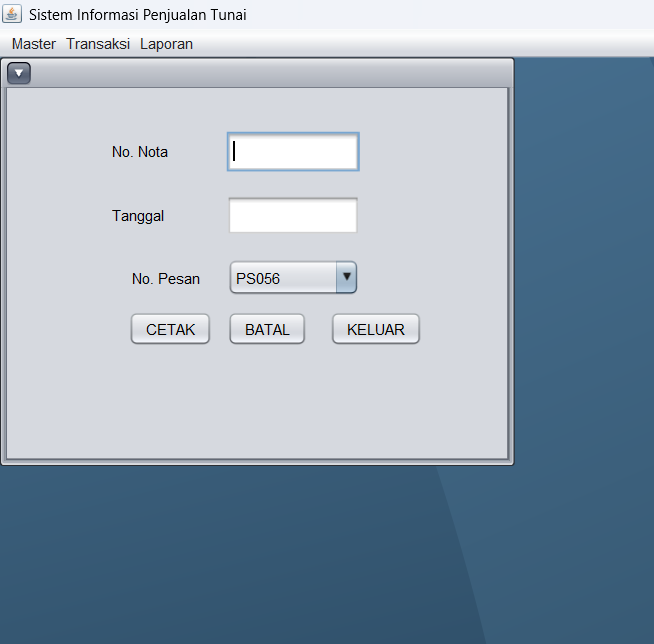 Sistem Informasi Penjualan Tunai
Master Transaksi Laporan
No. Nota
Tanggal
No. Pesan PS056
CETAK BATAL KELUAR